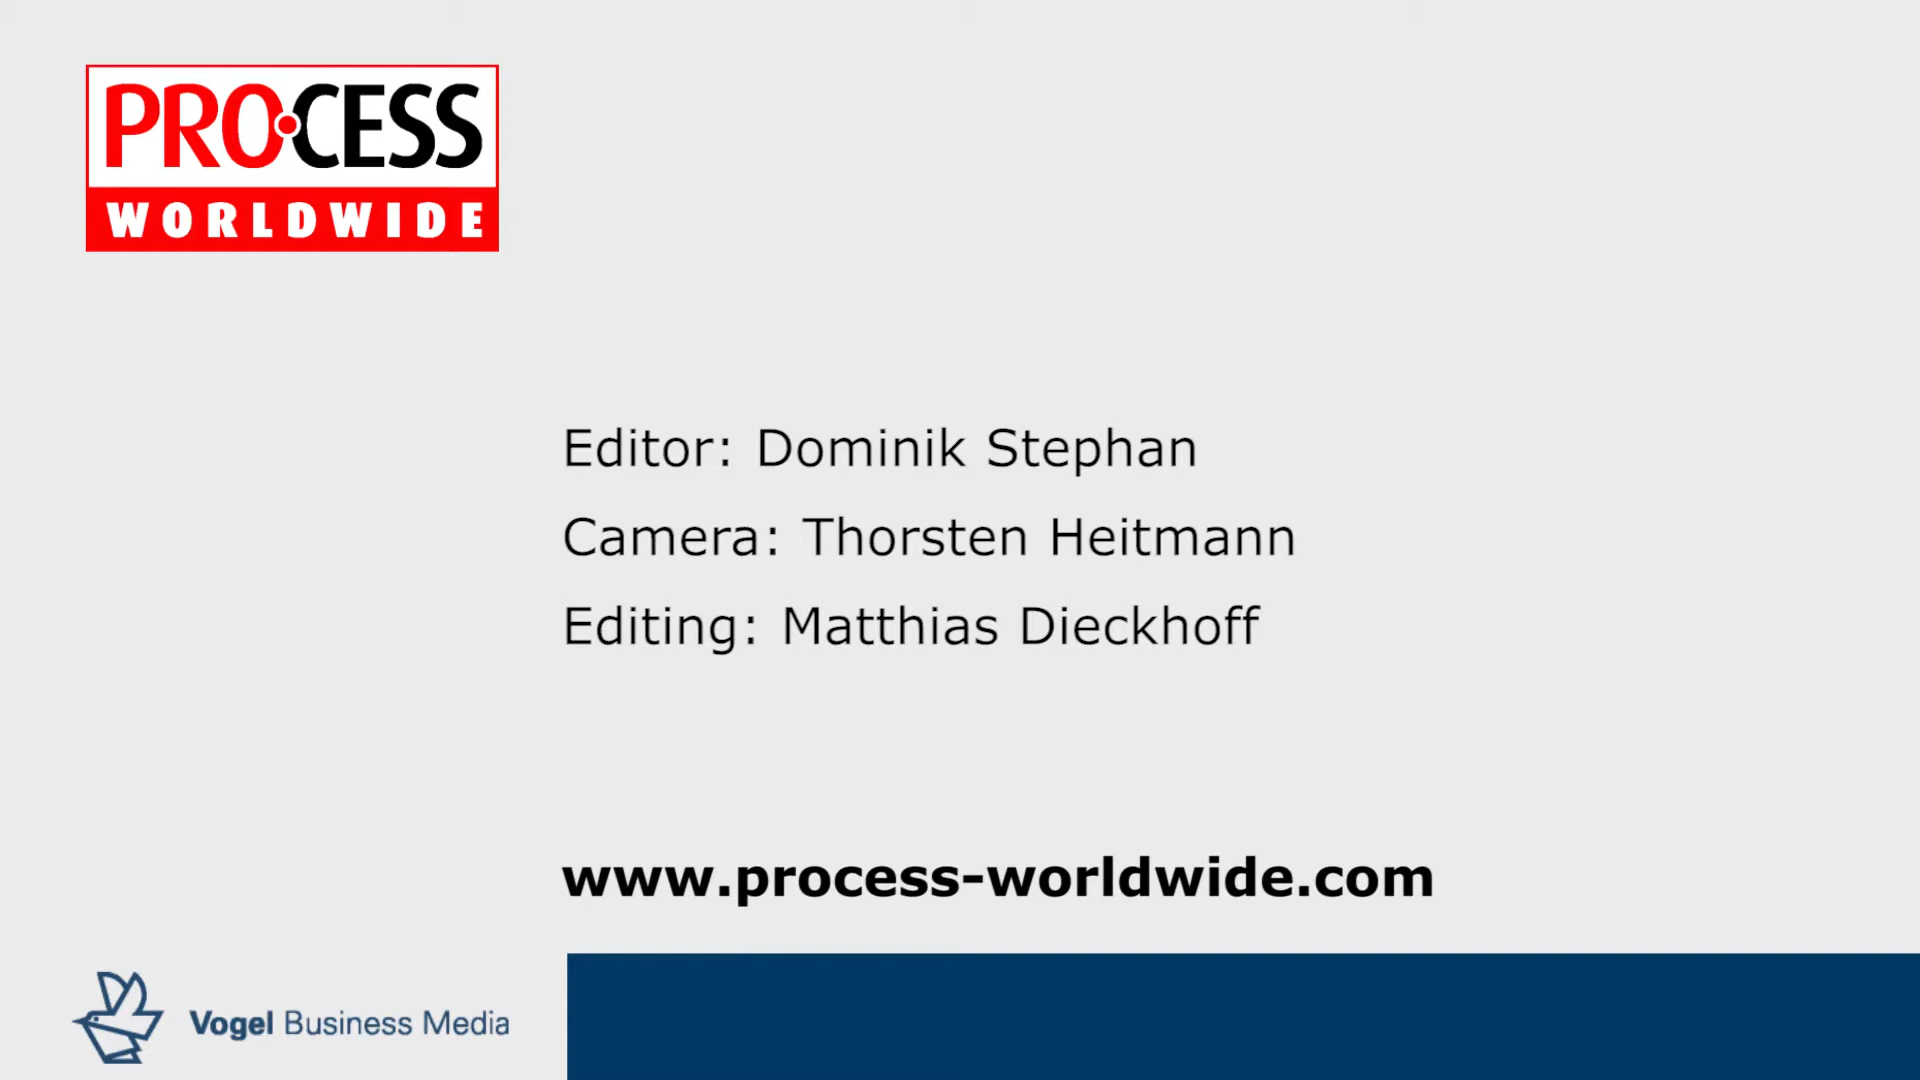 PRO•CESS
WORLDWIDE
Editor: Dominik Stephan
Camera: Thorsten Heitmann
Editing: Matthias Dieckhoff
www.process-worldwide.com
Vogel Business Media